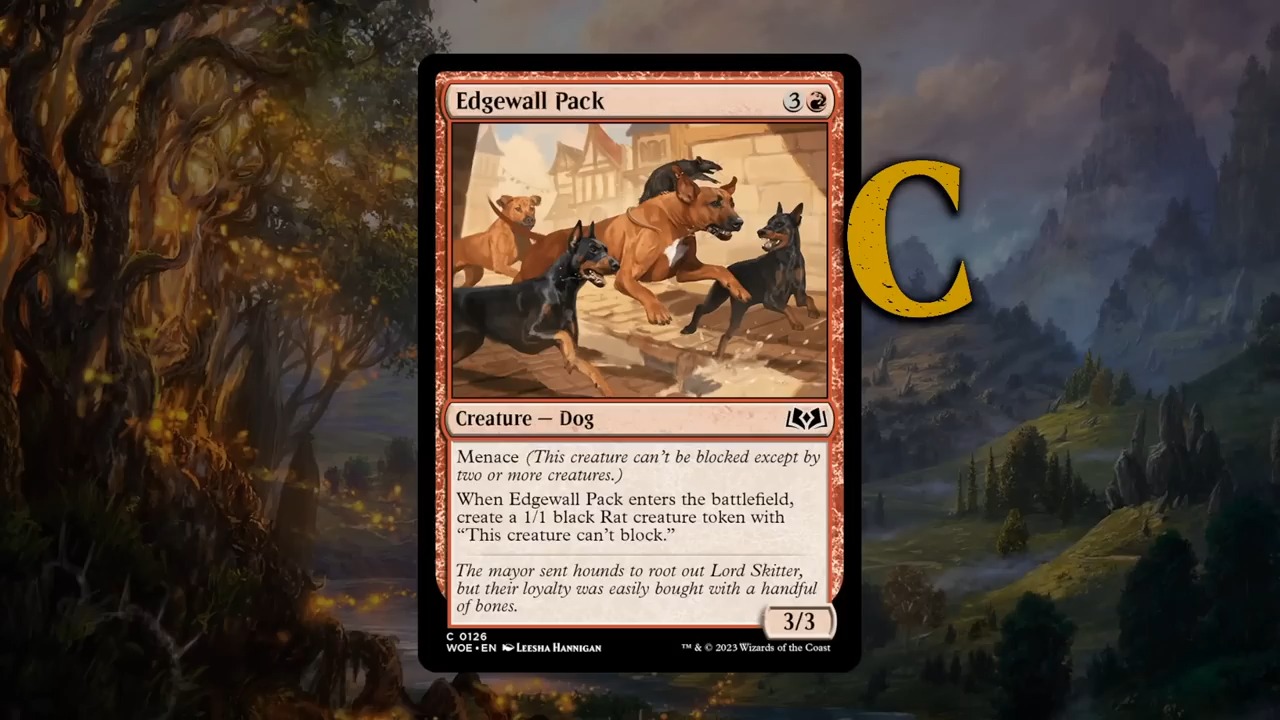 Edgewall Pack 3
C
Creature — Dog
Menace (This creature can't be blocked except by
two or more creatures.)
When Edgewall Pack enters the battlefield,
create a 1/1 black Rat creature token with
“This creature can't block.”
The mayor sent hounds to root out Lord Skitter,
but their loyalty was easily bought with a handful
of bones.
3/3
C 0126
WOE • EN Leesha Hannigan
™ & © 2023 Wizards of the Coast